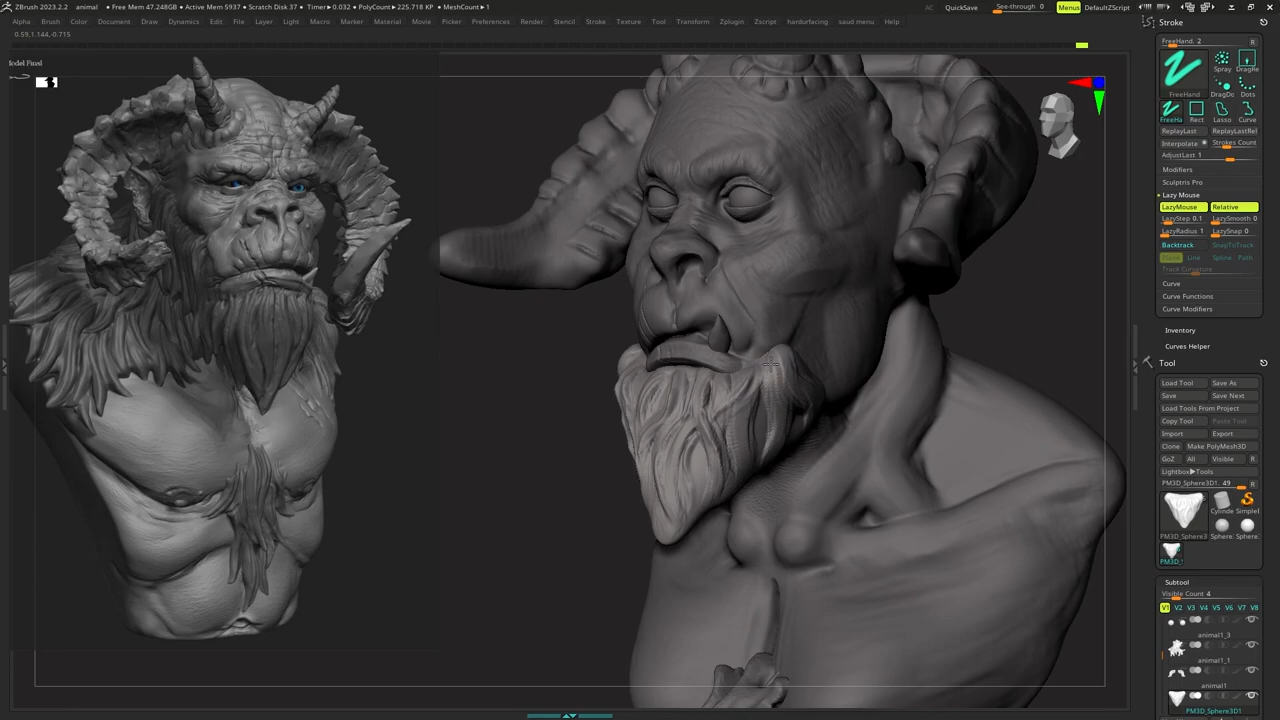 ZBrush 2023.2.2 animal • Free Mem 47.248GB • Active Mem 5937 • Scratch Disk 37 • Timer▶0.032 • PolyCount▶225.718 KP • MeshCount▶1 AC QuickSave See-through 0 Menus DefaultZScript
Alpha Brush Color Document Draw Dynamics Edit File Layer Light Macro Marker Material Movie Picker Preferences Render Stencil Stroke Texture Tool Transform Zplugin Zscript hardurfacing saud menu Help
0.59,1.144,-0.715
Model Final
Stroke
FreeHand. 2 R
FreeHand
Spray DragRe
DragDo Dots
FreeHa Rect Lasso Curve
ReplayLast ReplayLastRel
Interpolate Strokes Count
AdjustLast 1
Modifiers
Sculptris Pro
Lazy Mouse
LazyMouse Relative
LazyStep 0.1 LazySmooth 0
LazyRadius 1 LazySnap 0
Backtrack SnapToTrack
Plane Line Spline Path
Track Curvature
Curve
Curve Functions
Curve Modifiers
Inventory
Curves Helper
Tool
Load Tool Save As
Save Save Next
Load Tools From Project
Copy Tool Paste Tool
Import Export
Clone Make PolyMesh3D
GoZ All Visible R
Lightbox▶Tools
PM3D_Sphere3D1. 49 R
PM3D_Sphere3 Cylinde SimpleB
Sphere: Sphere:
PM3D_
Subtool
Visible Count 4
V1 V2 V3 V4 V5 V6 V7 V8
animal1_3
animal1_1
animal1
PM3D_Sphere3D1